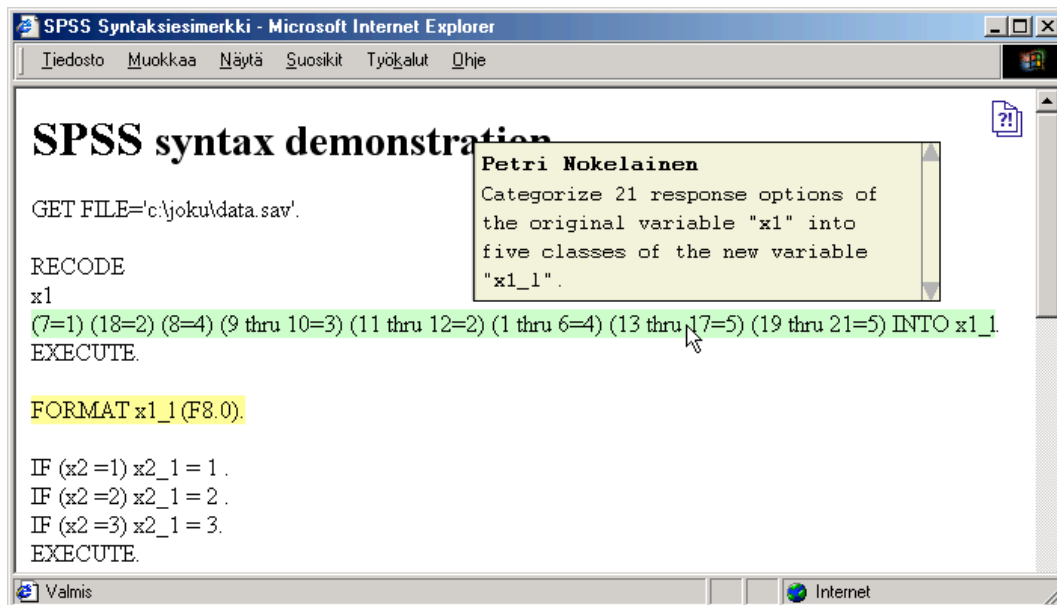 SPSS Syntaksiesimerkki - Microsoft Internet Explorer
Tiedosto Muokkaa Näytä Suosikit Työkalut Ohje
?!
SPSS syntax demonstration
Petri Nokelainen
Categorize 21 response options of
the original variable "x1" into
five classes of the new variable
"x1_l".
GET FILE='c:\joku\data.sav'.
RECODE
x1
(7=1) (18=2) (8=4) (9 thru 10=3) (11 thru 12=2) (1 thru 6=4) (13 thru 17=5) (19 thru 21=5) INTO x1_l.
EXECUTE.
FORMAT x1_l (F8.0).
IF (x2 =1) x2_1 = 1 .
IF (x2 =2) x2_1 = 2 .
IF (x2 =3) x2_1 = 3.
EXECUTE.
Valmis
Internet